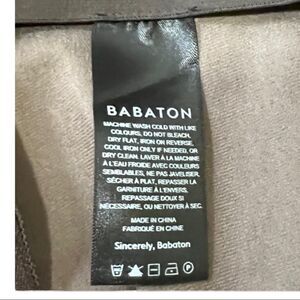 BABATON
MACHINE WASH COLD WITH LIKE
COLOURS, DO NOT BLEACH,
DRY FLAT, IRON ON REVERSE,
COOL IRON ONLY IF NEEDED, OR
DRY CLEAN. LAVER À LA MACHINE
À L'EAU FROIDE AVEC COULEURS
SEMBLABLES, NE PAS JAVELISER,
SÉCHER À PLAT, REPASSER LA
GARNITURE À L'ENVERS,
REPASSAGE DOUX SI
NÉCESSAIRE, OU NETTOYER À SEC.
MADE IN CHINA
FABRIQUÉ EN CHINE
Sincerely, Babaton